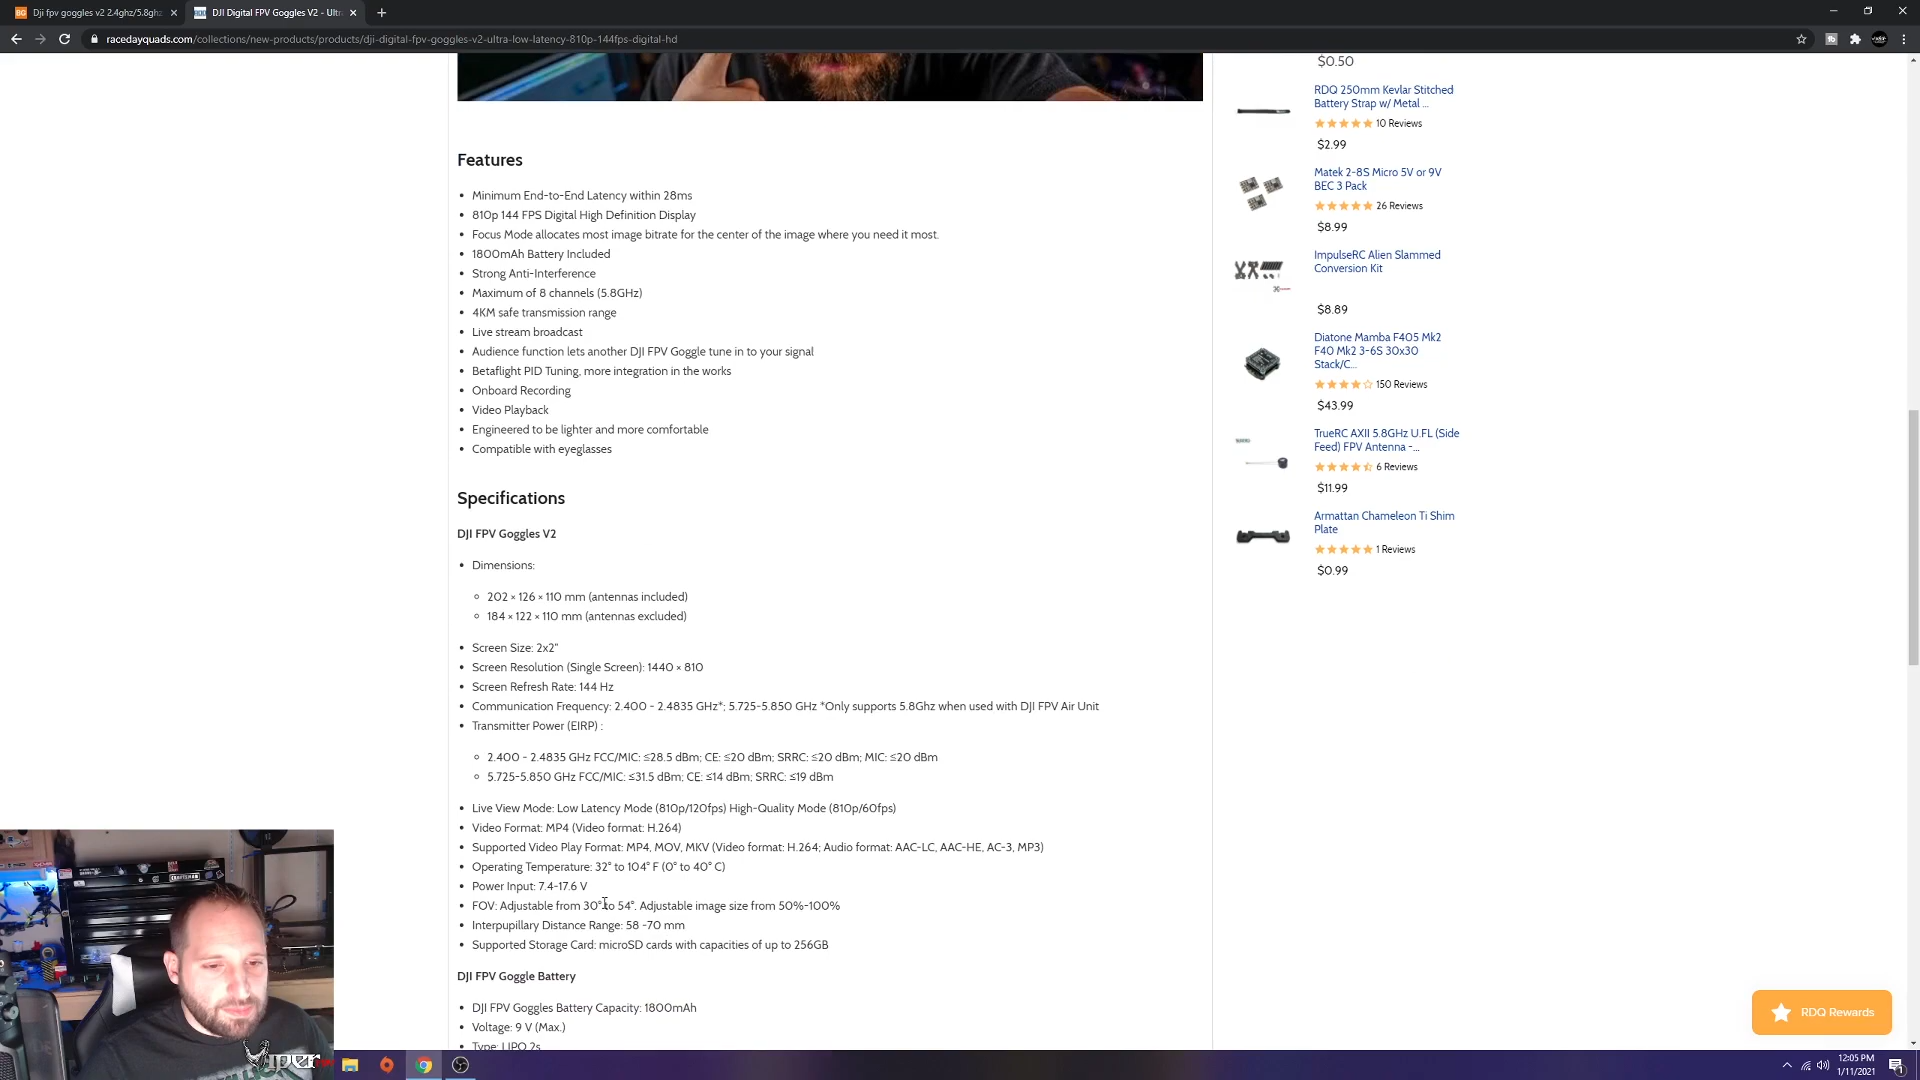 Dji fpv goggles v2 2.4ghz/5.8ghz
DJI Digital FPV Goggles V2 - Ultr
racedayquads.com/collections/new-products/products/dji-digital-fpv-goggles-v2-ultra-low-latency-810p-144fps-digital-hd
Features
• Minimum End-to-End Latency within 28ms
• 810p 144 FPS Digital High Definition Display
• Focus Mode allocates most image bitrate for the center of the image where you need it most.
• 1800mAh Battery Included
• Strong Anti-Interference
• Maximum of 8 channels (5.8GHz)
• 4KM safe transmission range
• Live stream broadcast
• Audience function lets another DJI FPV Goggle tune in to your signal
• Betaflight PID Tuning, more integration in the works
• Onboard Recording
• Video Playback
• Engineered to be lighter and more comfortable
• Compatible with eyeglasses
Specifications
DJI FPV Goggles V2
• Dimensions:
◦ 202 × 126 × 110 mm (antennas included)
◦ 184 × 122 × 110 mm (antennas excluded)
• Screen Size: 2x2"
• Screen Resolution (Single Screen): 1440 × 810
• Screen Refresh Rate: 144 Hz
• Communication Frequency: 2.400 - 2.4835 GHz*; 5.725-5.850 GHz *Only supports 5.8Ghz when used with DJI FPV Air Unit
• Transmitter Power (EIRP) :
◦ 2.400 - 2.4835 GHz FCC/MIC: ≤28.5 dBm; CE: ≤20 dBm; SRRC: ≤20 dBm; MIC: ≤20 dBm
◦ 5.725-5.850 GHz FCC/MIC: ≤31.5 dBm; CE: ≤14 dBm; SRRC: ≤19 dBm
• Live View Mode: Low Latency Mode (810p/120fps) High-Quality Mode (810p/60fps)
• Video Format: MP4 (Video format: H.264)
• Supported Video Play Format: MP4, MOV, MKV (Video format: H.264; Audio format: AAC-LC, AAC-HE, AC-3, MP3)
• Operating Temperature: 32° to 104° F (0° to 40° C)
• Power Input: 7.4-17.6 V
• FOV: Adjustable from 30° to 54°. Adjustable image size from 50%-100%
• Interpupillary Distance Range: 58 -70 mm
• Supported Storage Card: microSD cards with capacities of up to 256GB
DJI FPV Goggle Battery
• DJI FPV Goggles Battery Capacity: 1800mAh
• Voltage: 9 V (Max.)
• Type: LIPO 2s
$0.50
RDQ 250mm Kevlar Stitched
Battery Strap w/ Metal ...
10 Reviews
$2.99
Matek 2-8S Micro 5V or 9V
BEC 3 Pack
26 Reviews
$8.99
ImpulseRC Alien Slammed
Conversion Kit
$8.89
Diatone Mamba F405 Mk2
F40 Mk2 3-6S 30x30
Stack/C...
150 Reviews
$43.99
TrueRC AXII 5.8GHz U.FL (Side
Feed) FPV Antenna -...
6 Reviews
$11.99
Armattan Chameleon Ti Shim
Plate
1 Reviews
$0.99
RDQ Rewards
12:05 PM
1/11/2021